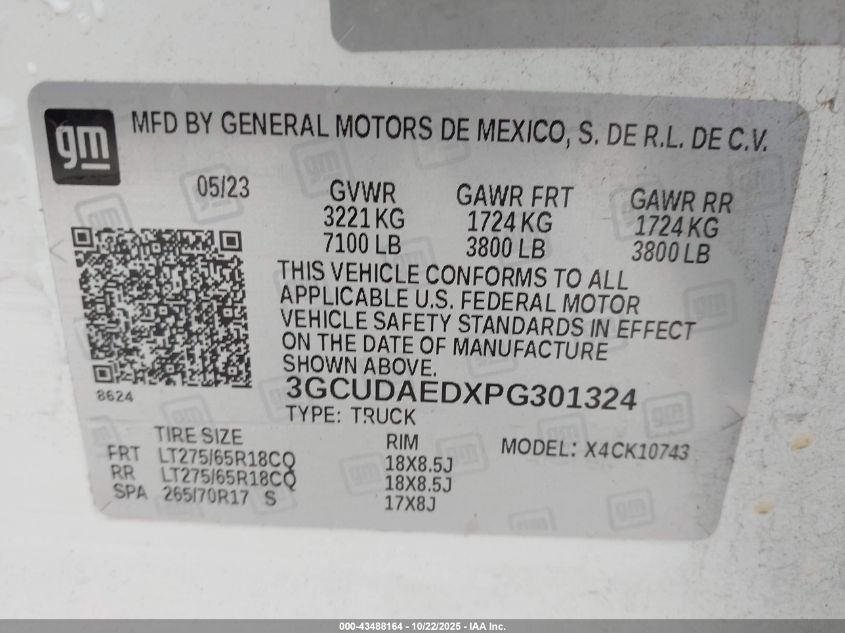 gm
MFD BY GENERAL MOTORS DE MEXICO, S. DE R.L. DE C.V.
05/23
GVWR GAWR FRT GAWR RR
3221 KG 1724 KG 1724 KG
7100 LB 3800 LB 3800 LB
THIS VEHICLE CONFORMS TO ALL
APPLICABLE U.S. FEDERAL MOTOR
VEHICLE SAFETY STANDARDS IN EFFECT
ON THE DATE OF MANUFACTURE
SHOWN ABOVE.
8624
3GCUDAEDXPG301324
TYPE: TRUCK
TIRE SIZE RIM MODEL: X4CK10743
FRT LT275/65R18CQ 18X8.5J
RR LT275/65R18CQ 18X8.5J
SPA 265/70R17 S 17X8J
000-43488164 - 10/22/2025 - IAA Inc.